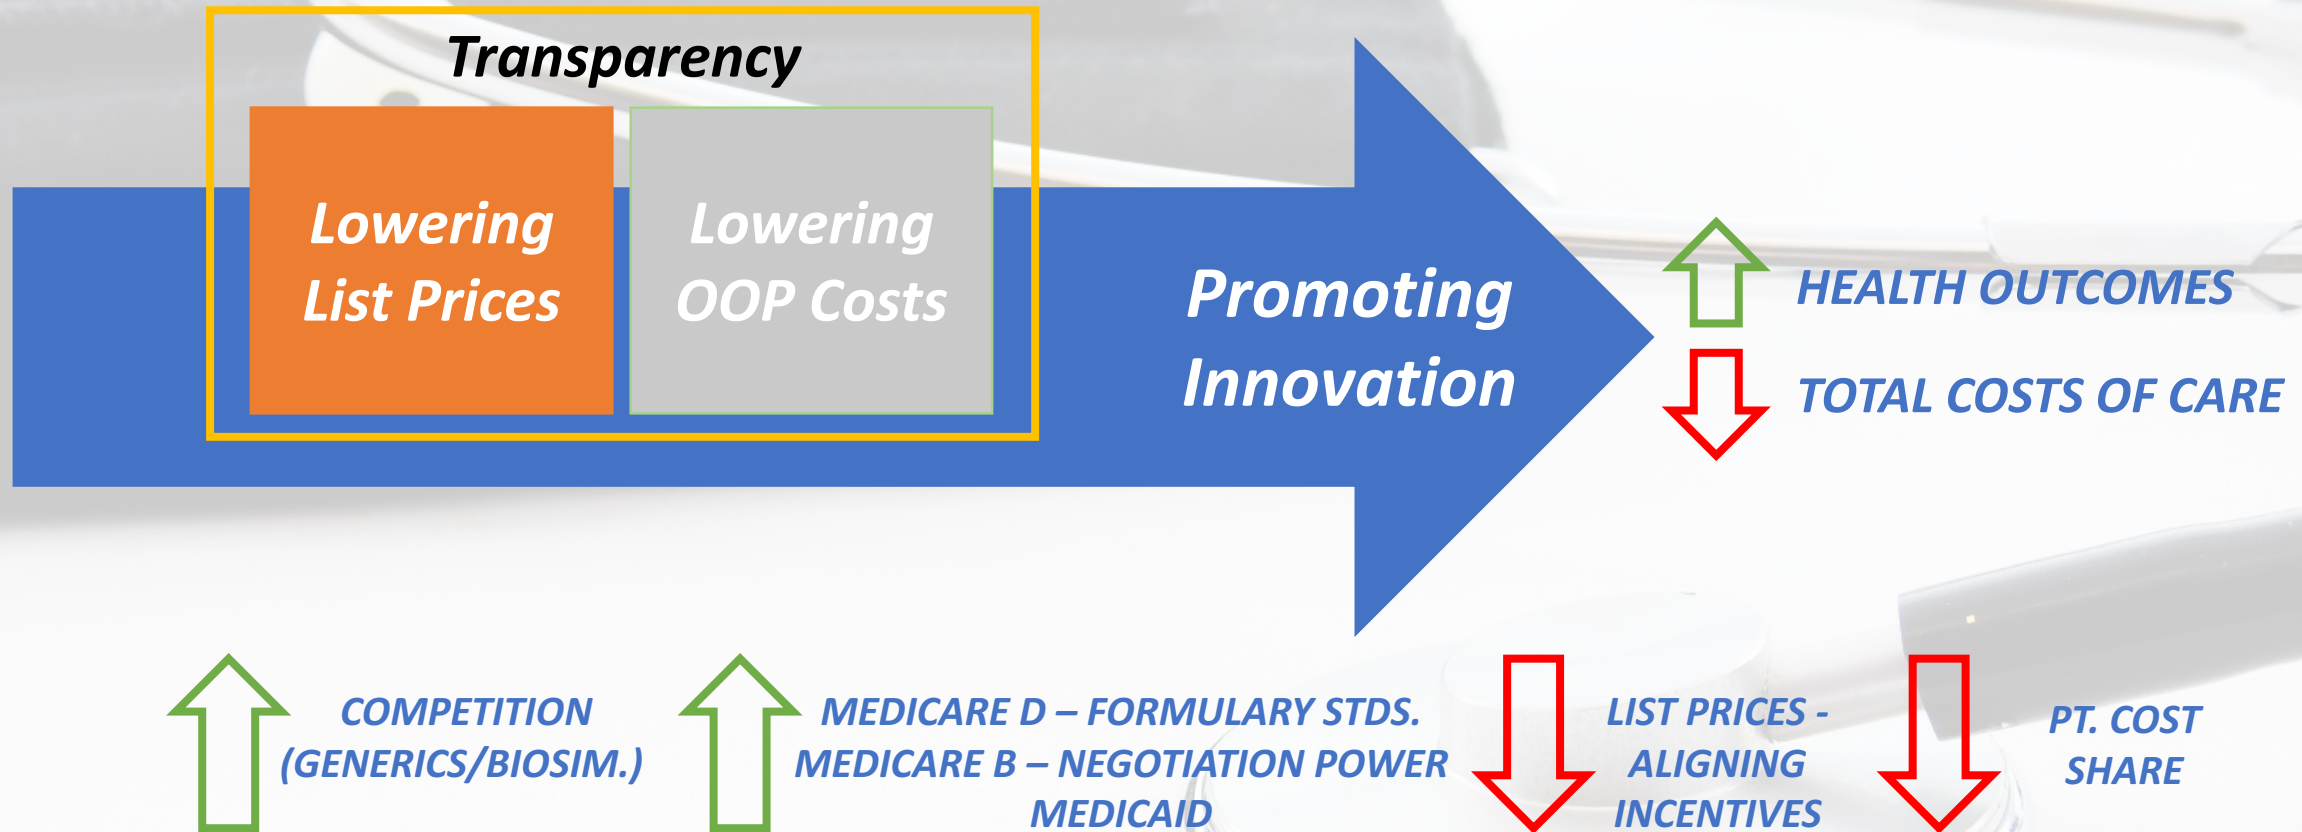 Transparency
Lowering
List Prices
Lowering
OOP Costs
Promoting
Innovation
HEALTH OUTCOMES
TOTAL COSTS OF CARE
COMPETITION
(GENERICS/BIOSIM.)
MEDICARE D – FORMULARY STDS.
MEDICARE B – NEGOTIATION POWER
MEDICAID
LIST PRICES -
ALIGNING
INCENTIVES
PT. COST
SHARE